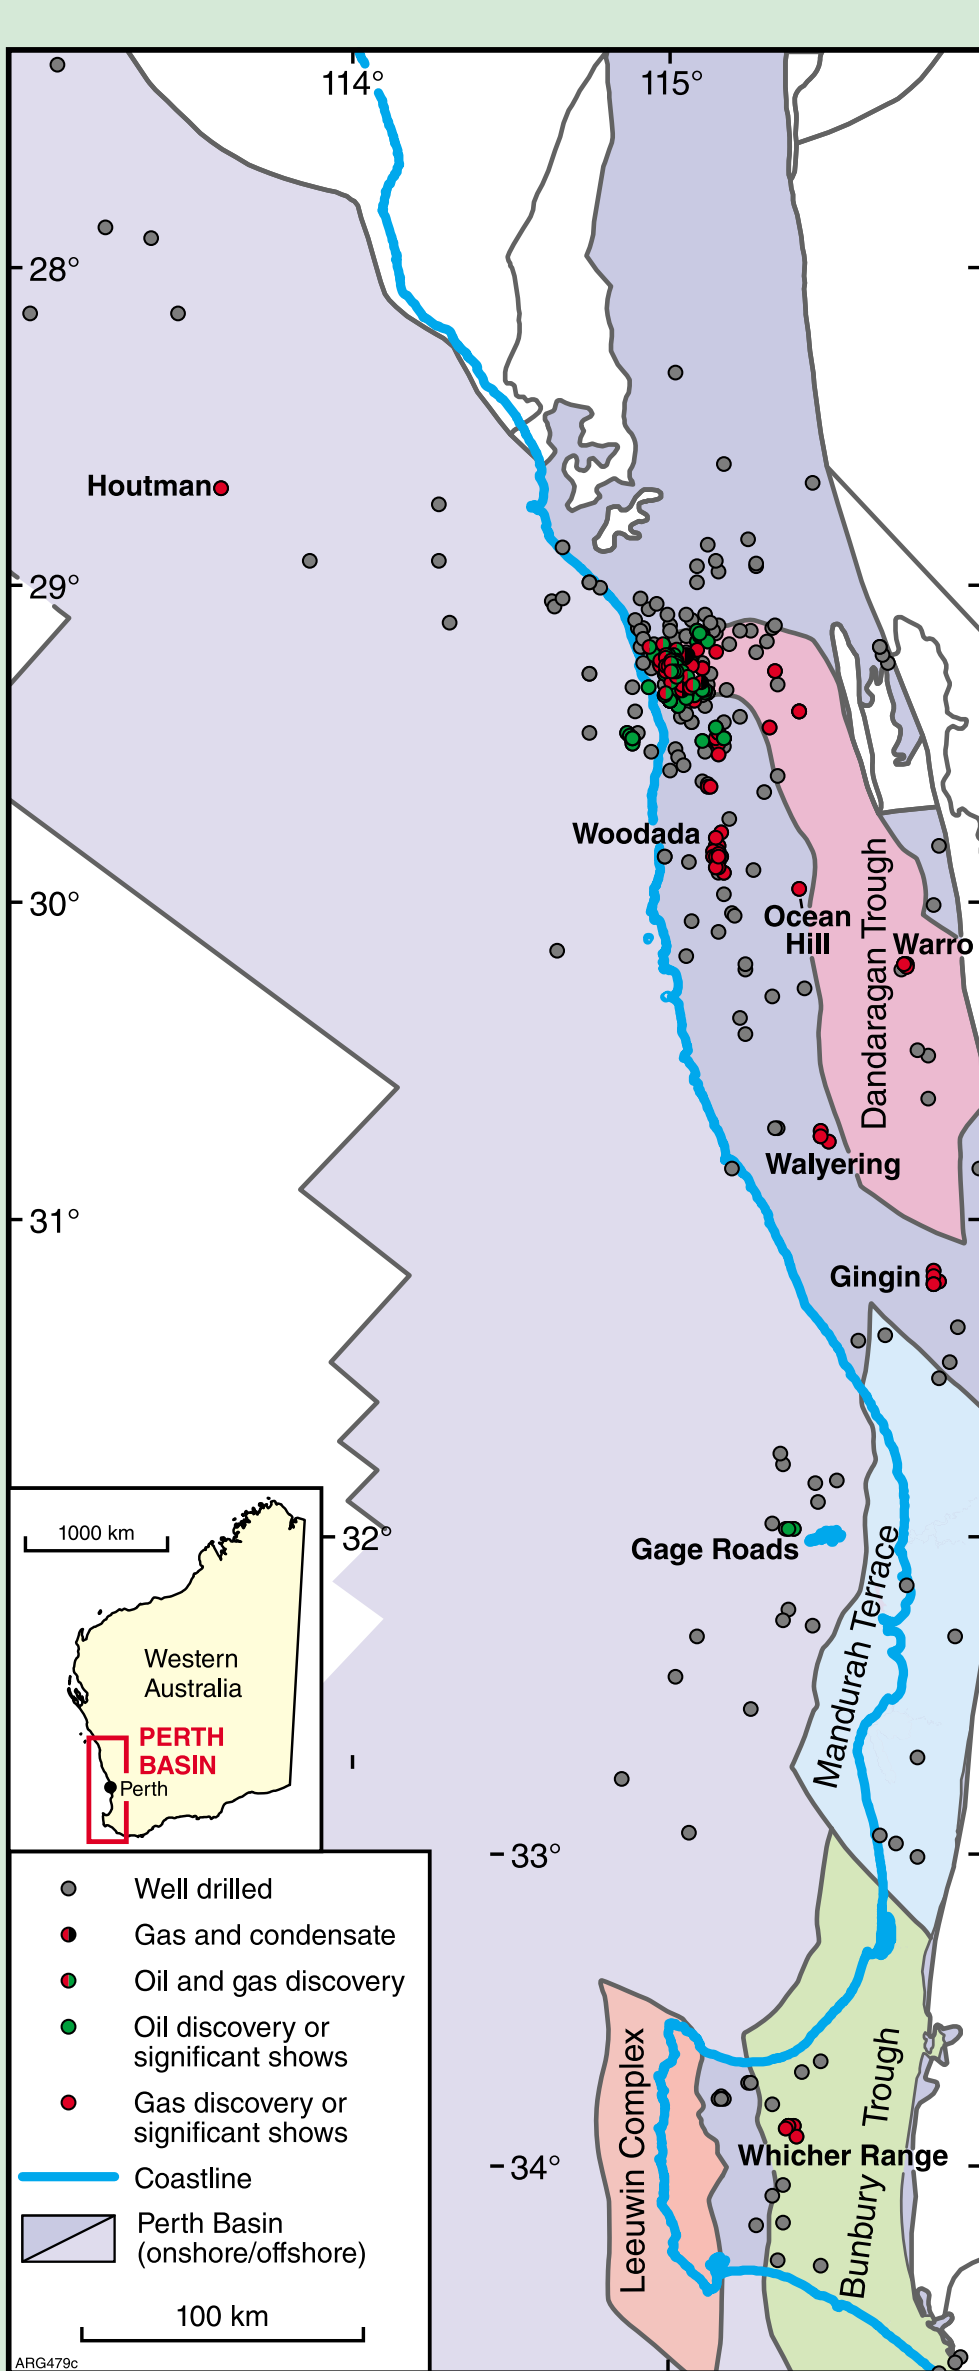 114°
115°
28°
Houtman
29°
Woodada
30°
Ocean
Hill
Dandaragan Trough
Warro
Walyering
31°
Gingin
32°
Gage Roads
Mandurah Terrace
1000 km
Western
Australia
PERTH
BASIN
Perth
33°
Well drilled
Gas and condensate
Oil and gas discovery
Oil discovery or
significant shows
Gas discovery or
significant shows
Coastline
Perth Basin
(onshore/offshore)
100 km
ARG479c
Leeuwin Complex
34°
Whicher Range
Bunbury Trough